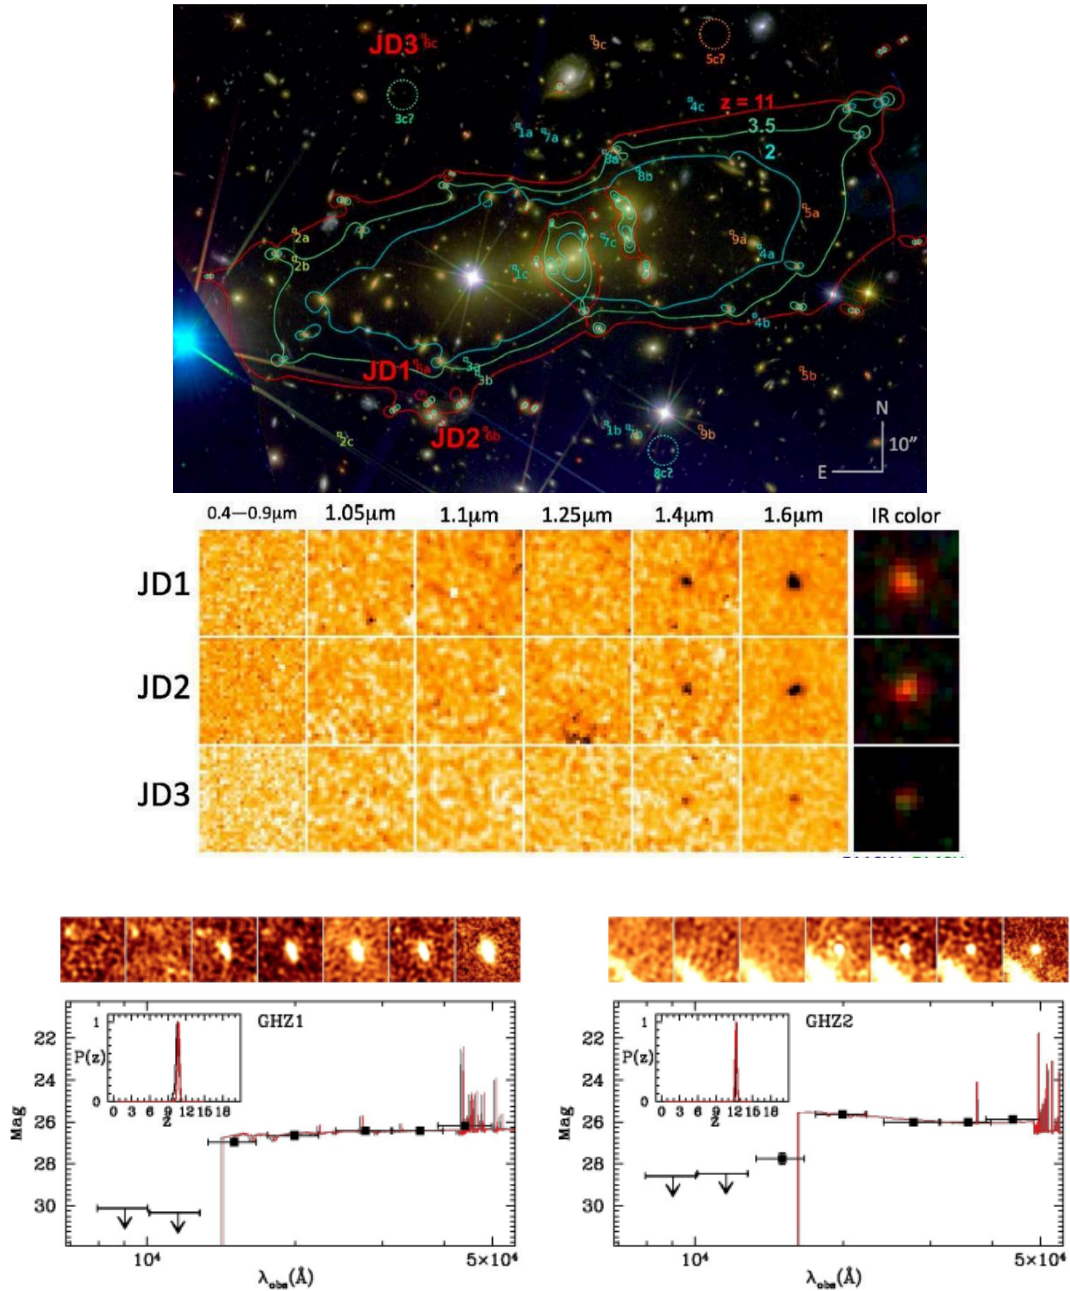 JD3 6c
9c
5c?
3c?
4c
z = 11
3.5
2
1a 7a
8a
8b
5a
2a
7c
9a
4a
2b
1c
4b
JD1 6a
3a
3b
5b
JD2 6b
2c
1b
9b
8c?
N
E
10″
0.4—0.9μm 1.05μm 1.1μm 1.25μm 1.4μm 1.6μm IR color
JD1
JD2
JD3
GHZ1
P(z)
1
0
0 3 6 9 12 15 18
z
Mag
22
24
26
28
30
10⁴
5×10⁴
λobs(Å)
GHZ2
P(z)
1
0
0 3 6 9 12 15 18
z
Mag
22
24
26
28
30
10⁴
5×10⁴
λobs(Å)